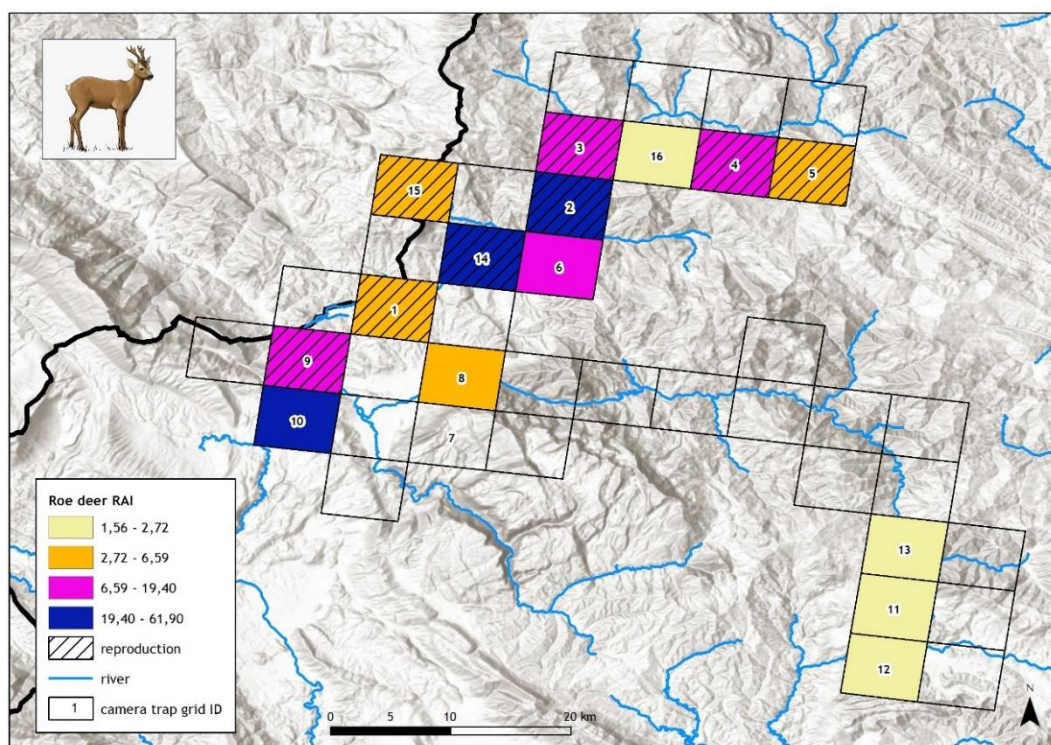 3
16
4
5
15
2
14
6
1
9
8
10
7
13
11
12
Roe deer RAI
1,56 - 2,72
2,72 - 6,59
6,59 - 19,40
19,40 - 61,90
reproduction
river
1 camera trap grid ID
0 5 10 20 km
N